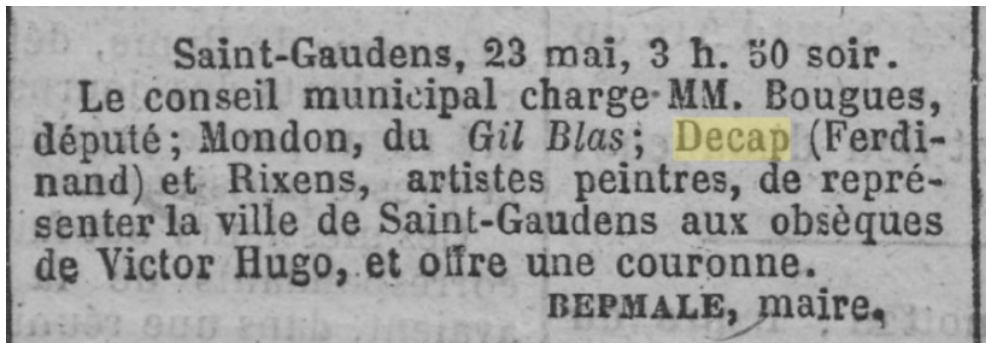 Saint-Gaudens, 23 mai, 3 h. 50 soir.
Le conseil municipal charge MM. Bougues,
député; Mondon, du Gil Blas; Decap (Ferdi-
nand) et Rixens, artistes peintres, de repré-
senter la ville de Saint-Gaudens aux obsèques
de Victor Hugo, et offre une couronne.
BEPMALE, maire.